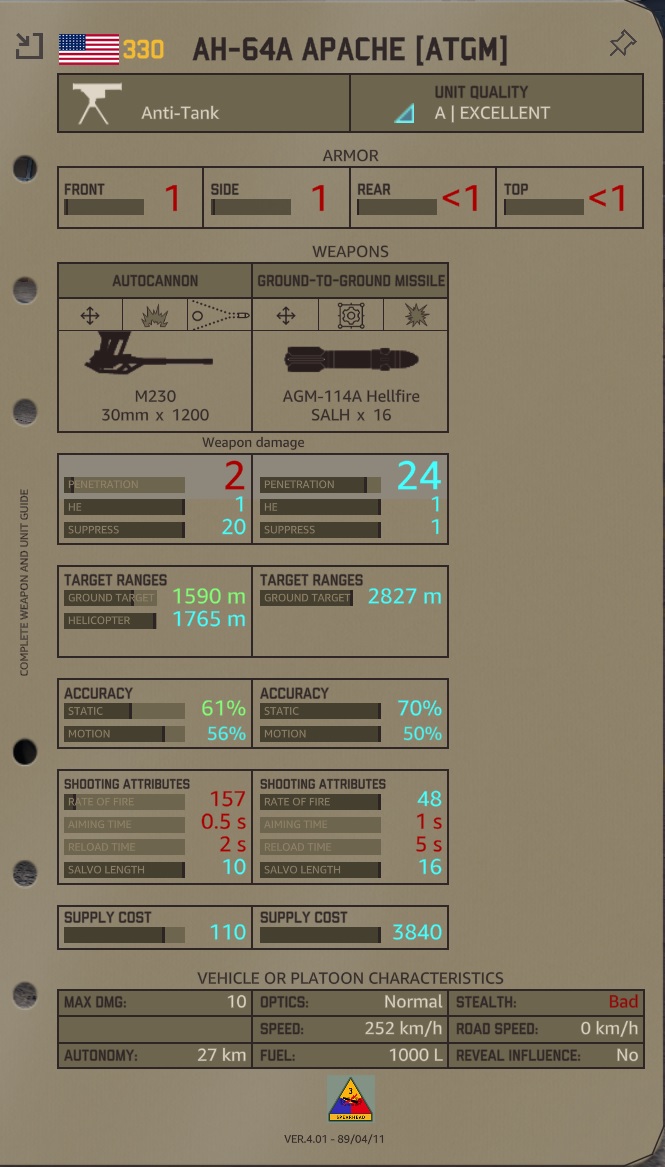 330 AH-64A APACHE [ATGM]
Anti-Tank
UNIT QUALITY
A | EXCELLENT
ARMOR
FRONT 1 SIDE 1 REAR <1 TOP <1
WEAPONS
AUTOCANNON GROUND-TO-GROUND MISSILE
M230 AGM-114A Hellfire
30mm x 1200 SALH x 16
Weapon damage
PENETRATION 2 PENETRATION 24
HE 1 HE 1
SUPPRESS 20 SUPPRESS 1
TARGET RANGES TARGET RANGES
GROUND TARGET 1590 m GROUND TARGET 2827 m
HELICOPTER 1765 m
ACCURACY ACCURACY
STATIC 61% STATIC 70%
MOTION 56% MOTION 50%
SHOOTING ATTRIBUTES SHOOTING ATTRIBUTES
RATE OF FIRE 157 RATE OF FIRE 48
AIMING TIME 0.5 s AIMING TIME 1 s
RELOAD TIME 2 s RELOAD TIME 5 s
SALVO LENGTH 10 SALVO LENGTH 16
SUPPLY COST 110 SUPPLY COST 3840
VEHICLE OR PLATOON CHARACTERISTICS
MAX DMG: 10 OPTICS: Normal STEALTH: Bad
SPEED: 252 km/h ROAD SPEED: 0 km/h
AUTONOMY: 27 km FUEL: 1000 L REVEAL INFLUENCE: No
3
SPEARHEAD
VER.4.01 - 89/04/11
COMPLETE WEAPON AND UNIT GUIDE